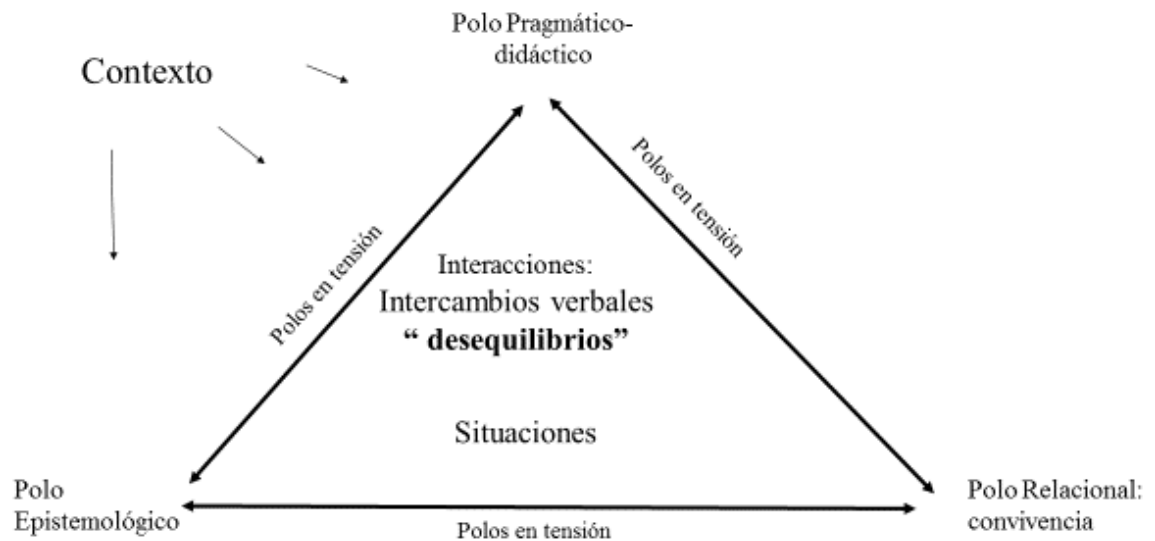 Polo Pragmático-
didáctico
Contexto
Polos en tensión
Polos en tensión
Interacciones:
Intercambios verbales
“ desequilibrios”
Situaciones
Polo
Epistemológico
Polos en tensión
Polo Relacional:
convivencia